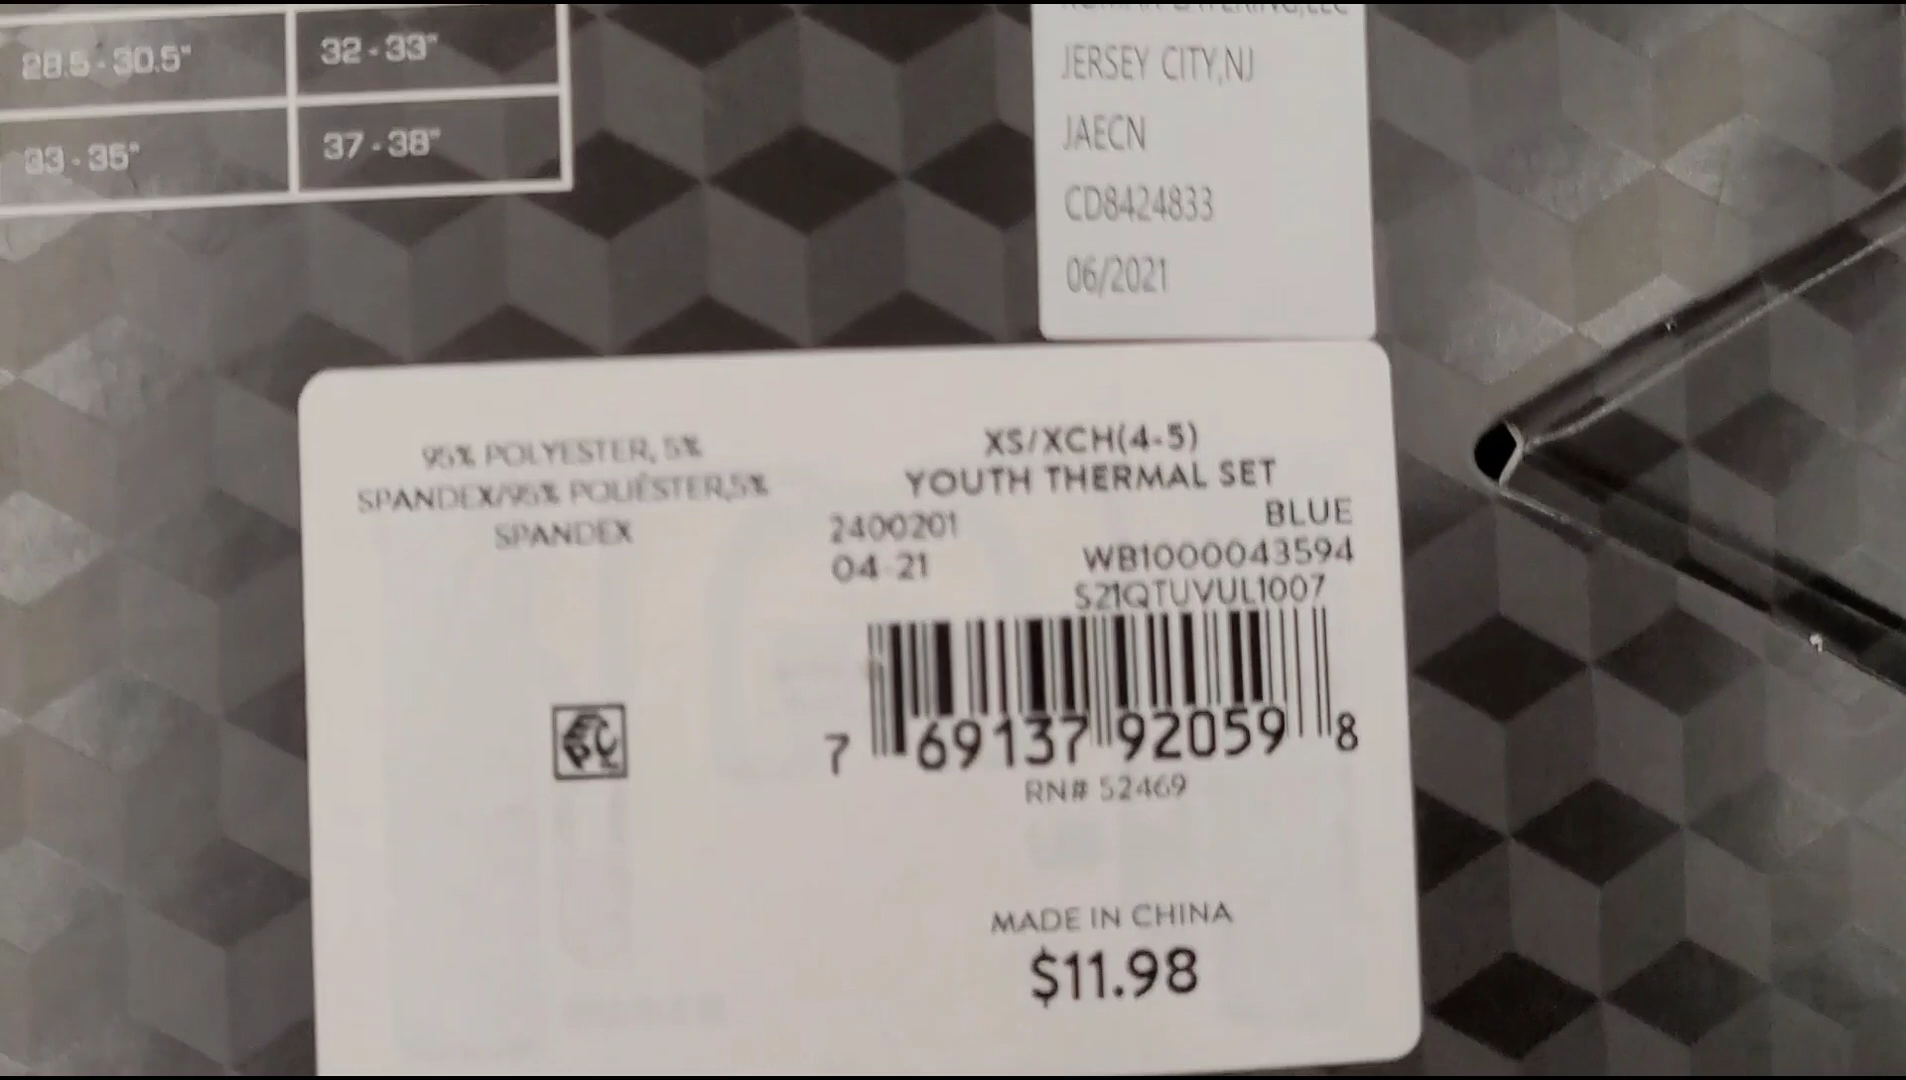 28.5 - 30.5" 32 - 33"
33 - 35" 37 - 38"
JERSEY CITY,NJ
JAECN
CD8424833
06/2021
95% POLYESTER, 5%
SPANDEX/95% POLIÉSTER,5%
SPANDEX
XS/XCH(4-5)
YOUTH THERMAL SET
BLUE
2400201
04 21
WB1000043594
S21QTUVUL1007
7 69137 92059 8
RN# 52469
MADE IN CHINA
$11.98